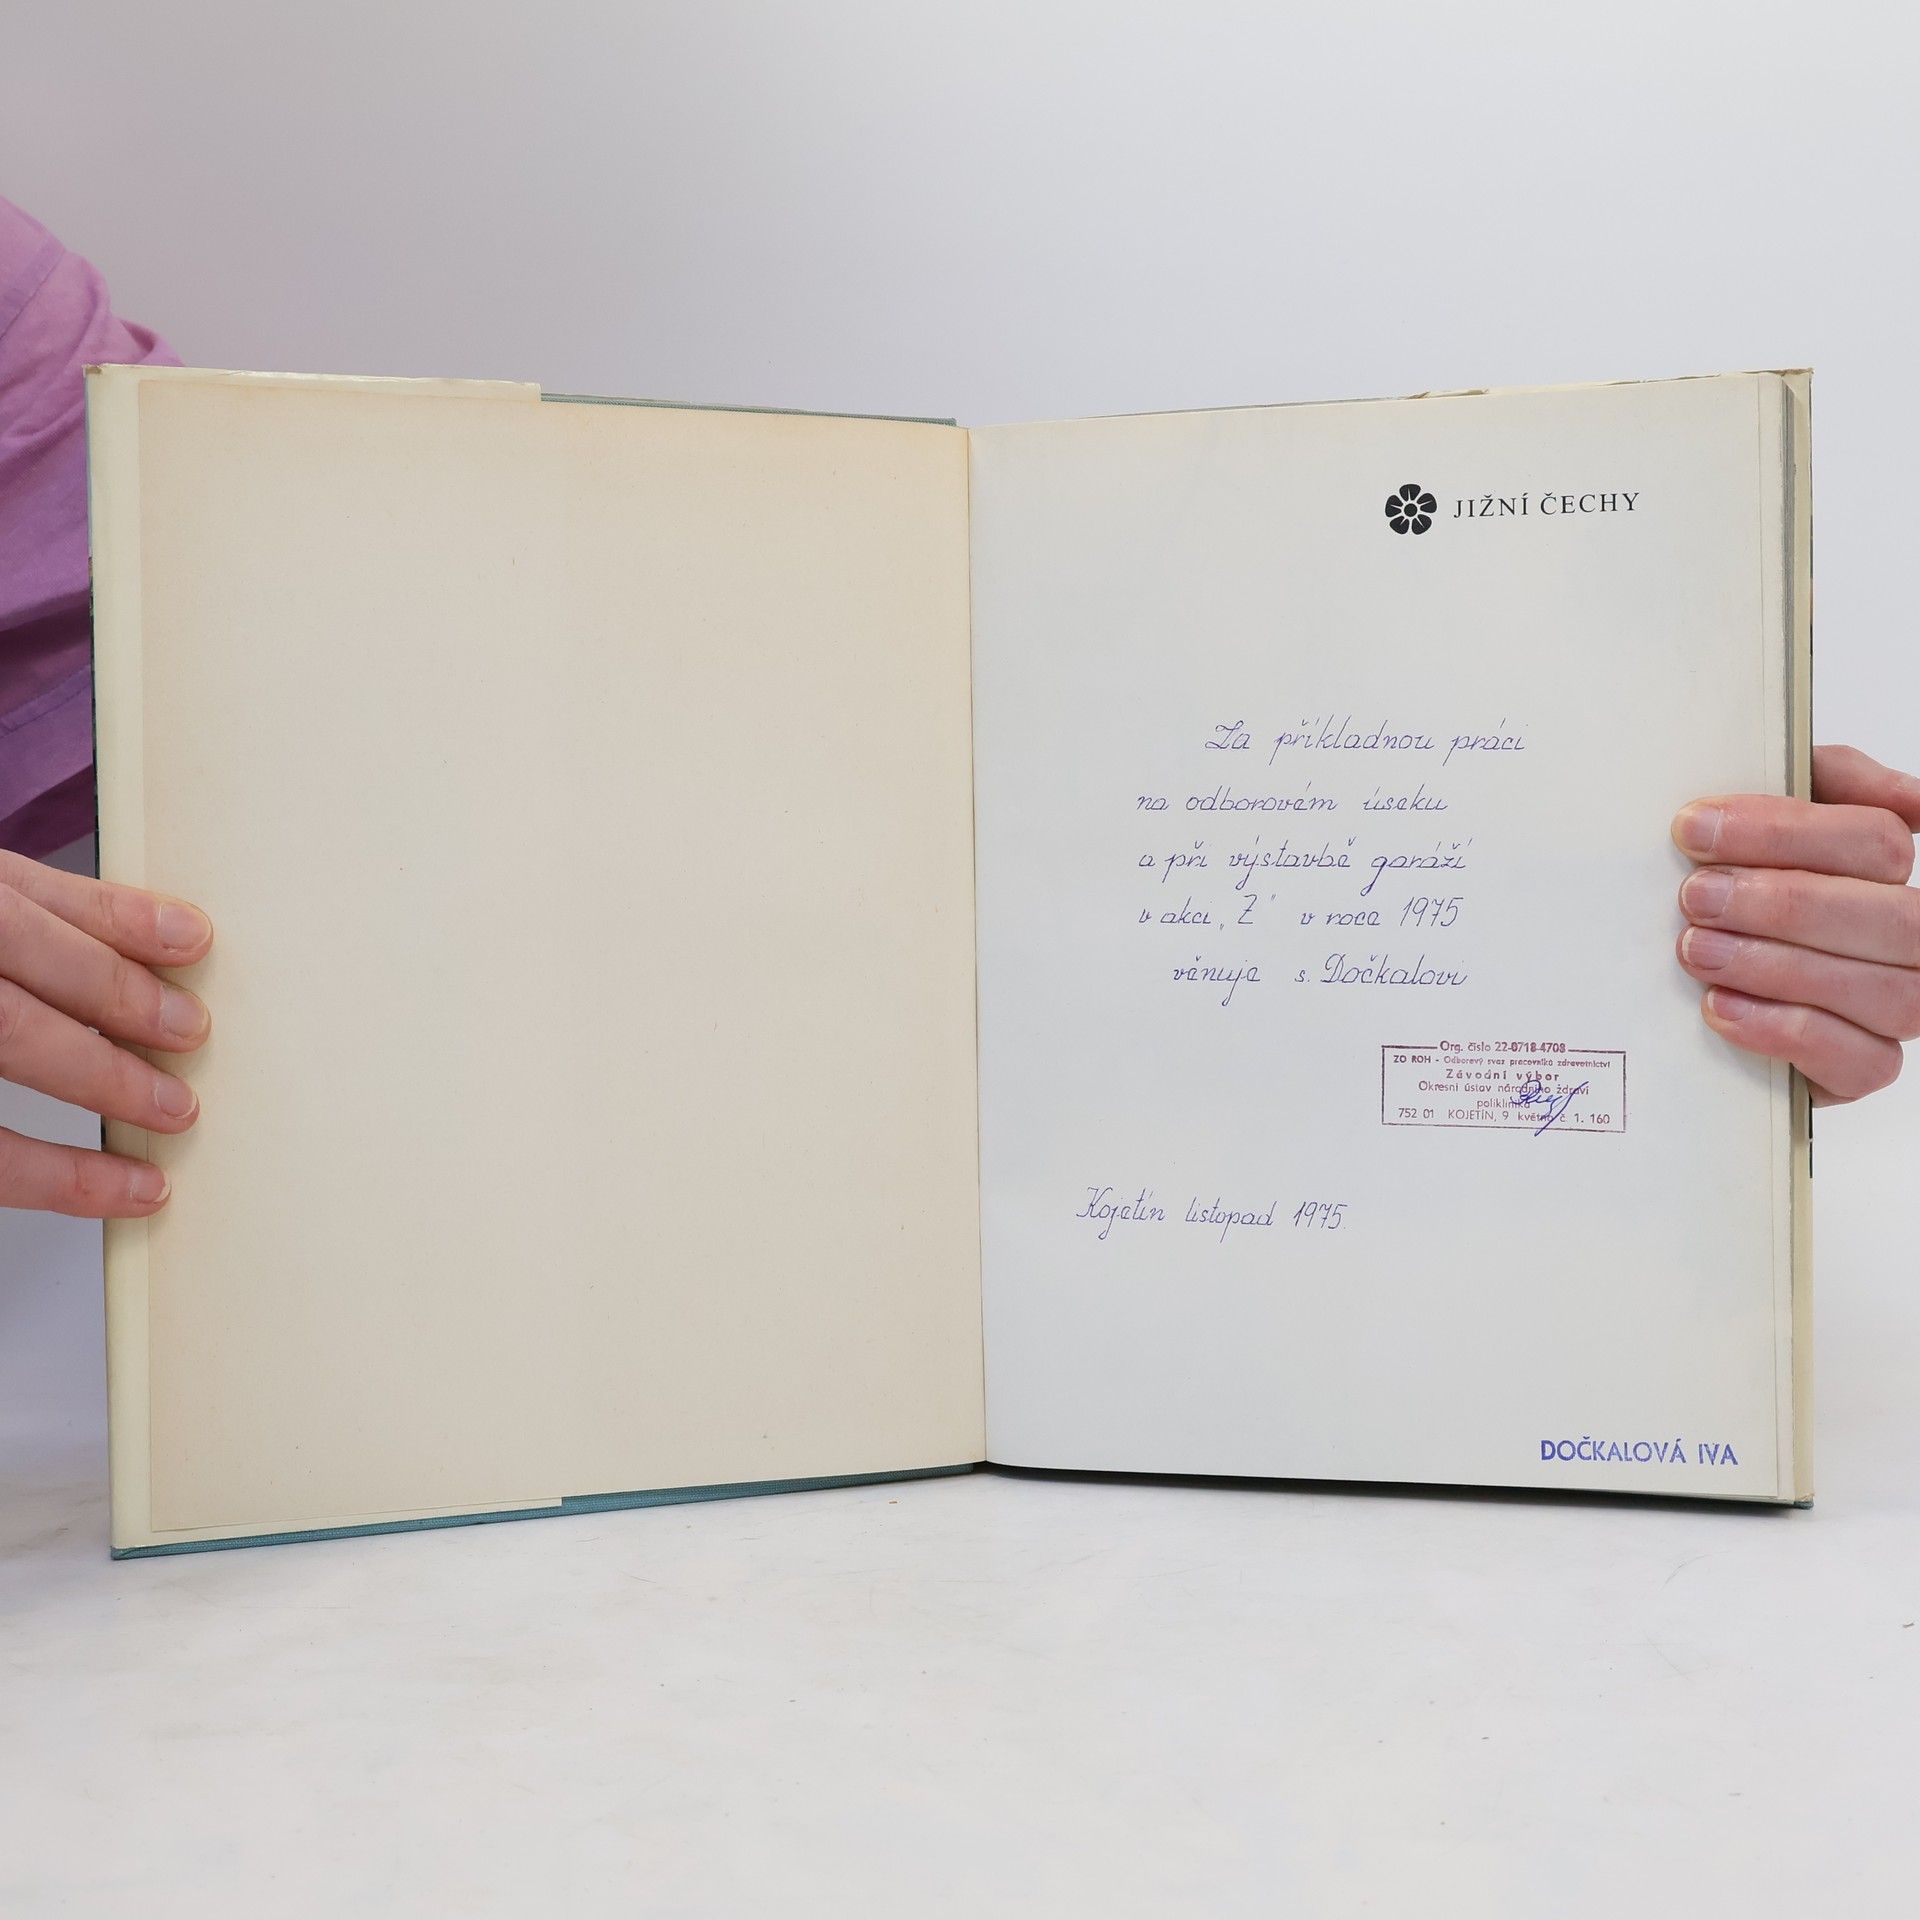 JIŽNÍ ČECHY
Za příkladnou práci
na odborovém úseku
a při výstavbě garáží
v akci „Z" v roce 1975
věnuje s. Dočkalovi
Org. číslo 22-0718-4708
ZO ROH - Odborový svaz pracovníků zdravotnictví
Závodní výbor
Okresní ústav národního zdraví
poliklinika
752 01 KOJETÍN, 9 května č. 1. 160
Kojetín listopad 1975.
DOČKALOVÁ IVA